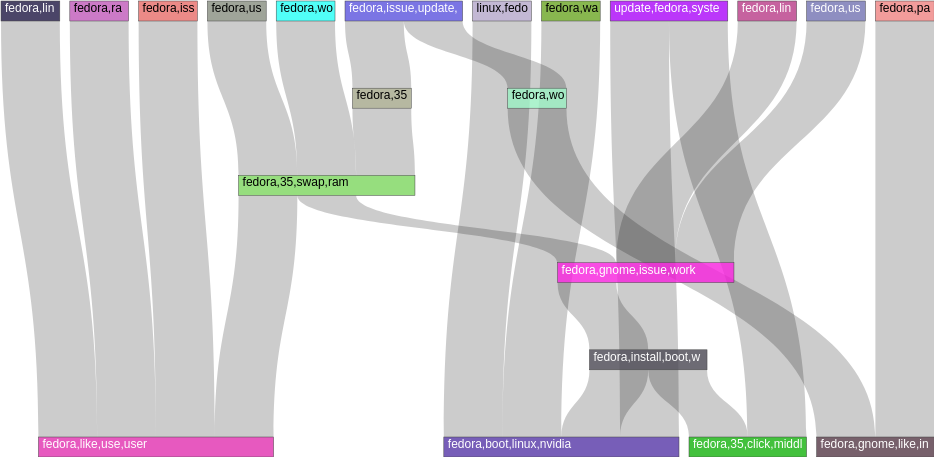 fedora,lin
fedora,ra
fedora,iss
fedora,us
fedora,wo
fedora,issue,update,
linux,fedo
fedora,wa
update,fedora,syste
fedora,lin
fedora,us
fedora,pa
fedora,35
fedora,wo
fedora,35,swap,ram
fedora,gnome,issue,work
fedora,install,boot,w
fedora,like,use,user
fedora,boot,linux,nvidia
fedora,35,click,middl
fedora,gnome,like,in